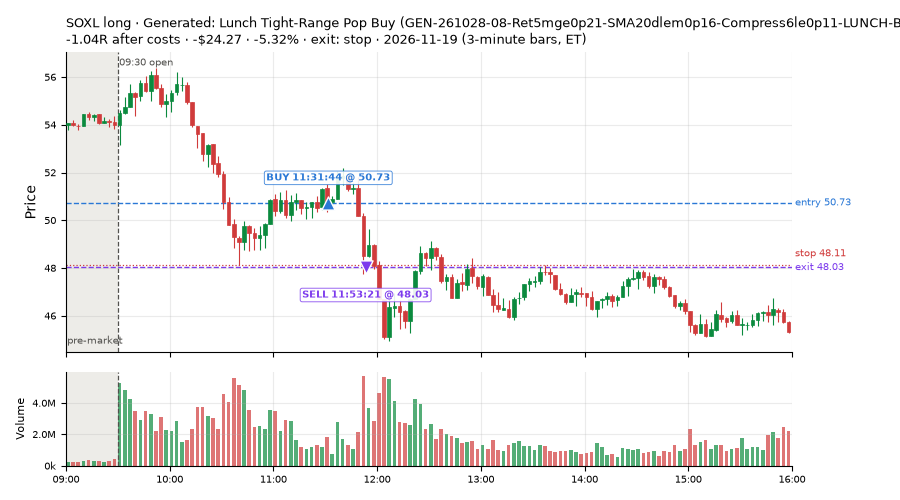 SOXL long · Generated: Lunch Tight-Range Pop Buy (GEN-261028-08-Ret5mge0p21-SMA20dlem0p16-Compress6le0p11-LUNCH-B
-1.04R after costs · -$24.27 · -5.32% · exit: stop · 2026-11-19 (3-minute bars, ET)
09:30 open
56
54
52
50
48
46
Price
BUY 11:31:44 @ 50.73
entry 50.73
stop 48.11
exit 48.03
SELL 11:53:21 @ 48.03
pre-market
4.0M
2.0M
0k
Volume
09:00
10:00
11:00
12:00
13:00
14:00
15:00
16:00